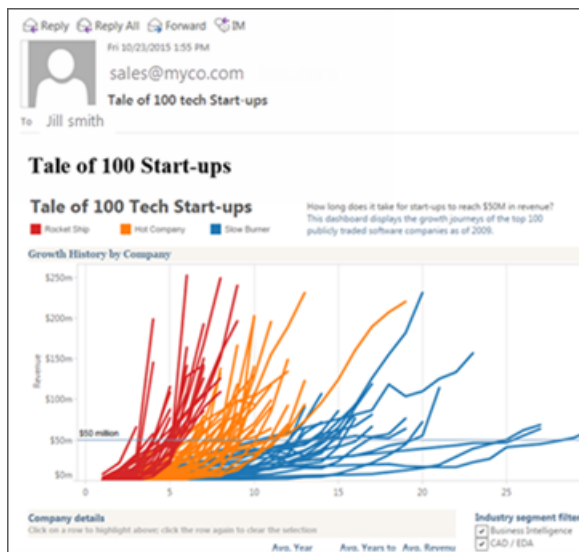 Reply Reply All Forward IM
Fri 10/23/2015 1:55 PM
sales@myco.com
Tale of 100 tech Start-ups
To Jill smith
Tale of 100 Start-ups
Tale of 100 Tech Start-ups
How long does it take for start-ups to reach $50M in revenue?
This dashboard displays the growth journeys of the top 100
publicly traded software companies as of 2009.
Rocket Ship Hot Company Slow Burner
Growth History by Company
$250m
$200m
$150m
$100m
$50m
$0m
Revenue
$50 million
0 5 10 15 20 25
Company details
Click on a row to highlight above; click the row again to clear the selection
Avg. Year Avg. Years to Avg. Revenu
Industry segment filter
Business Intelligence
CAD / EDA